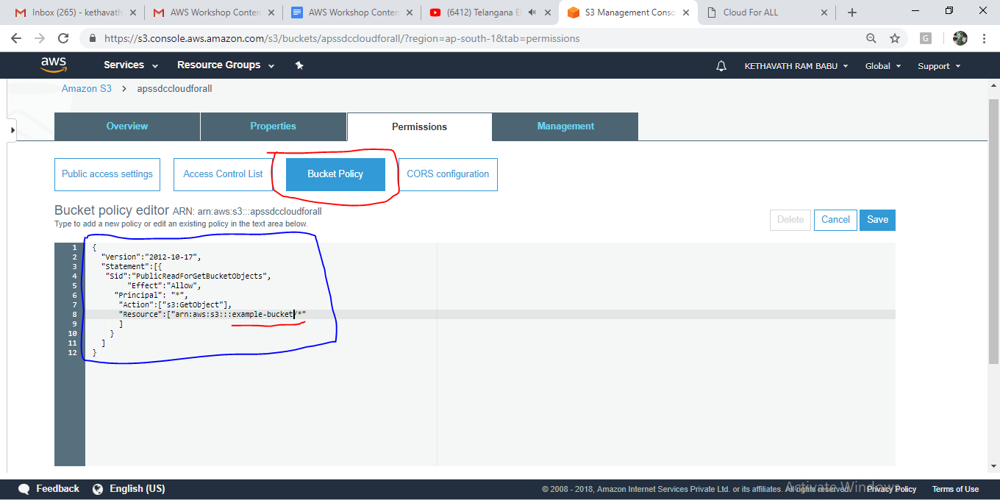 Inbox (265) - kethavath
AWS Workshop Conten
AWS Workshop Conten
(6412) Telangana El
S3 Management Conso
Cloud For ALL
https://s3.console.aws.amazon.com/s3/buckets/apssdccloudforall/?region=ap-south-1&tab=permissions
G
aws
Services
Resource Groups
KETHAVATH RAM BABU
Global
Support
Amazon S3 > apssdccloudforall
Overview
Properties
Permissions
Management
Public access settings
Access Control List
Bucket Policy
CORS configuration
Bucket policy editor ARN: arn:aws:s3:::apssdccloudforall
Type to add a new policy or edit an existing policy in the text area below.
Delete
Cancel
Save
1 {
2 "Version":"2012-10-17",
3 "Statement":[{
4 "Sid":"PublicReadForGetBucketObjects",
5 "Effect":"Allow",
6 "Principal": "*",
7 "Action":["s3:GetObject"],
8 "Resource":["arn:aws:s3:::example-bucket/*"
9 ]
10 }
11 ]
12 }
Feedback
English (US)
© 2008 - 2018, Amazon Internet Services Private Ltd. or its affiliates. All rights reserved.
Activate Windows
Privacy Policy
Terms of Use